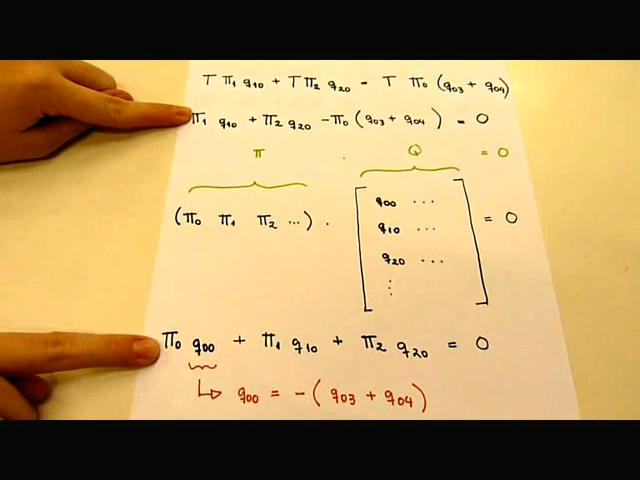 T π₁ q₁₀ + T π₂ q₂₀ = T π₀ (q₀₃ + q₀₄)
π₁ q₁₀ + π₂ q₂₀ - π₀ (q₀₃ + q₀₄) = 0
π · Q = 0
(π₀ π₁ π₂ ...) · [ q₀₀ ... = 0
q₁₀ ...
q₂₀ ...
⋮ ]
π₀ q₀₀ + π₁ q₁₀ + π₂ q₂₀ = 0
↳ q₀₀ = - (q₀₃ + q₀₄)